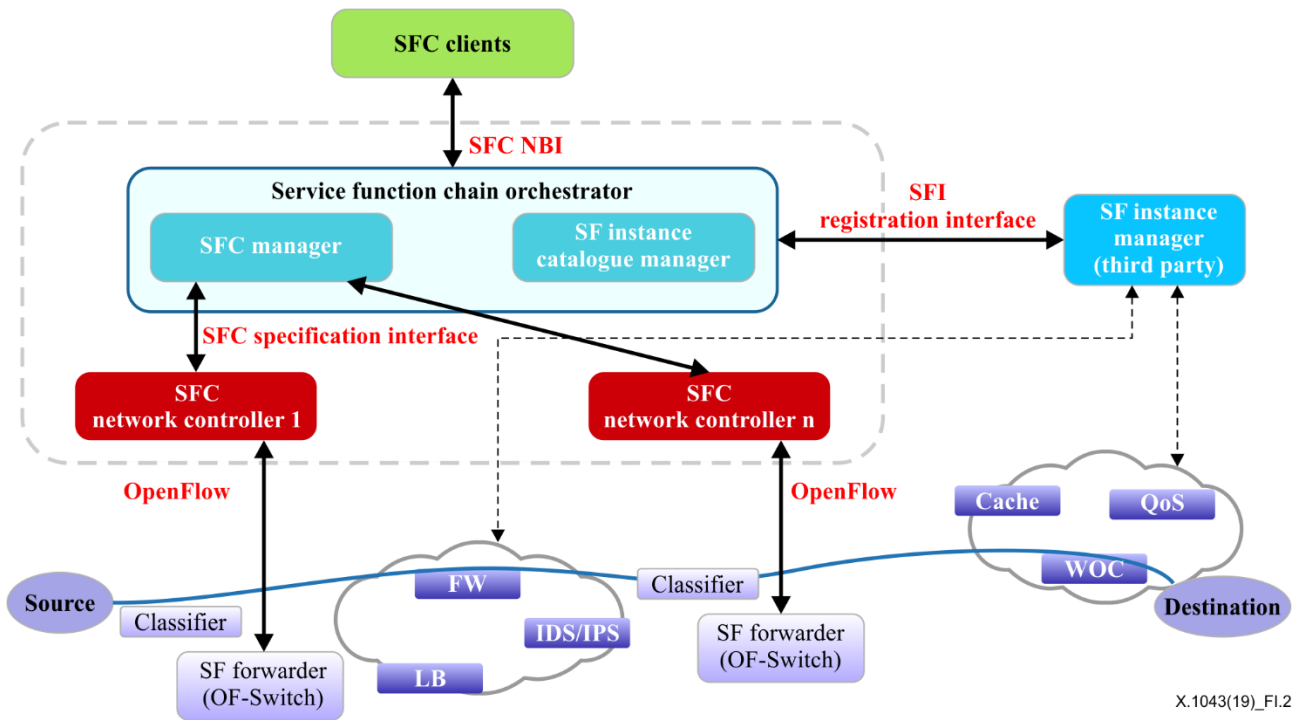 SFC clients
SFC NBI
Service function chain orchestrator
SFC manager
SF instance
catalogue manager
SFI
registration interface
SF instance
manager
(third party)
SFC specification interface
SFC
network controller 1
SFC
network controller n
OpenFlow
OpenFlow
Cache
QoS
WOC
Source
Classifier
FW
IDS/IPS
LB
Classifier
Destination
SF forwarder
(OF-Switch)
SF forwarder
(OF-Switch)
X.1043(19)_FI.2